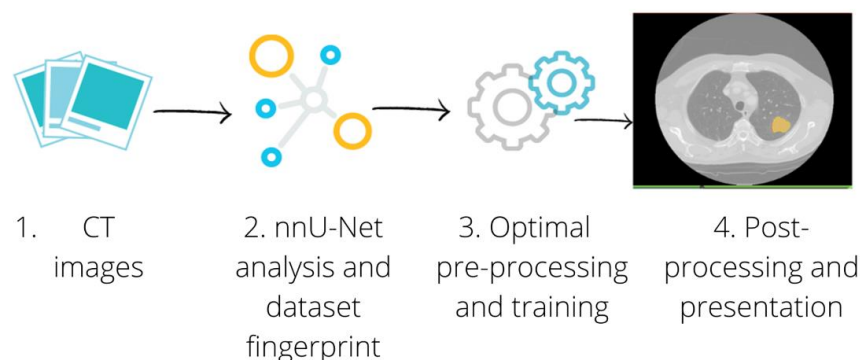 1. CT
images
2. nnU-Net
analysis and
dataset
fingerprint
3. Optimal
pre-processing
and training
4. Post-
processing and
presentation